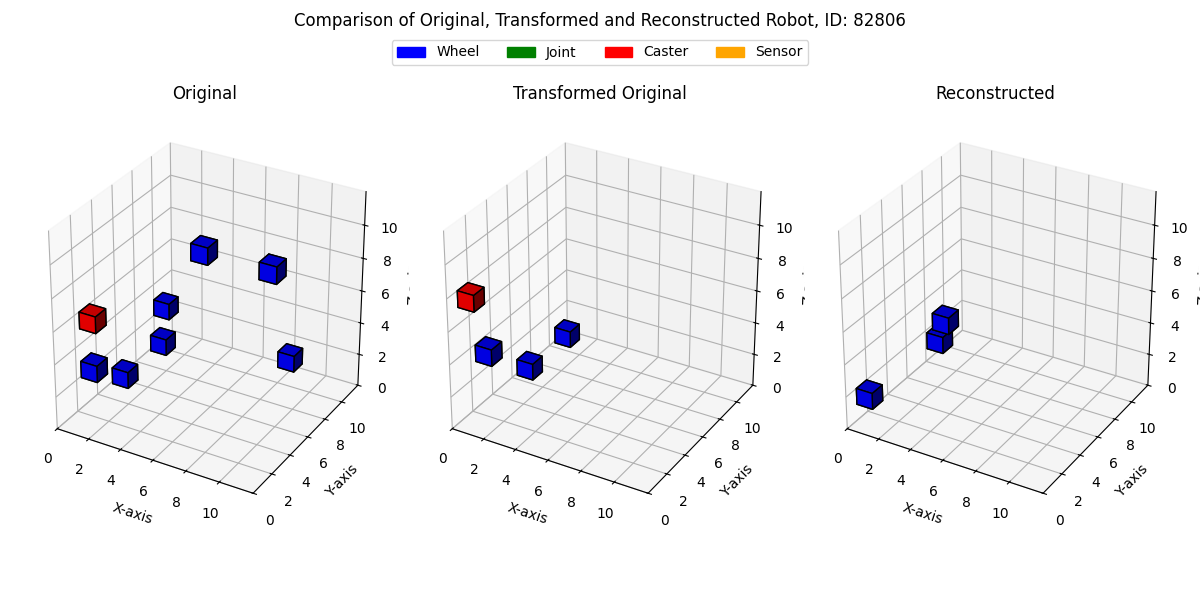 Comparison of Original, Transformed and Reconstructed Robot, ID: 82806
Wheel Joint Caster Sensor
Original Transformed Original Reconstructed
10 10 10
8 8 8
6 6 6
4 4 4
2 2 2
0 0 0
10 10 10
8 8 8
6 6 6
4 4 4
2 2 2
0 0 0
0 2 4 6 8 10 0 2 4 6 8 10 0 2 4 6 8 10
X-axis Y-axis X-axis Y-axis X-axis Y-axis